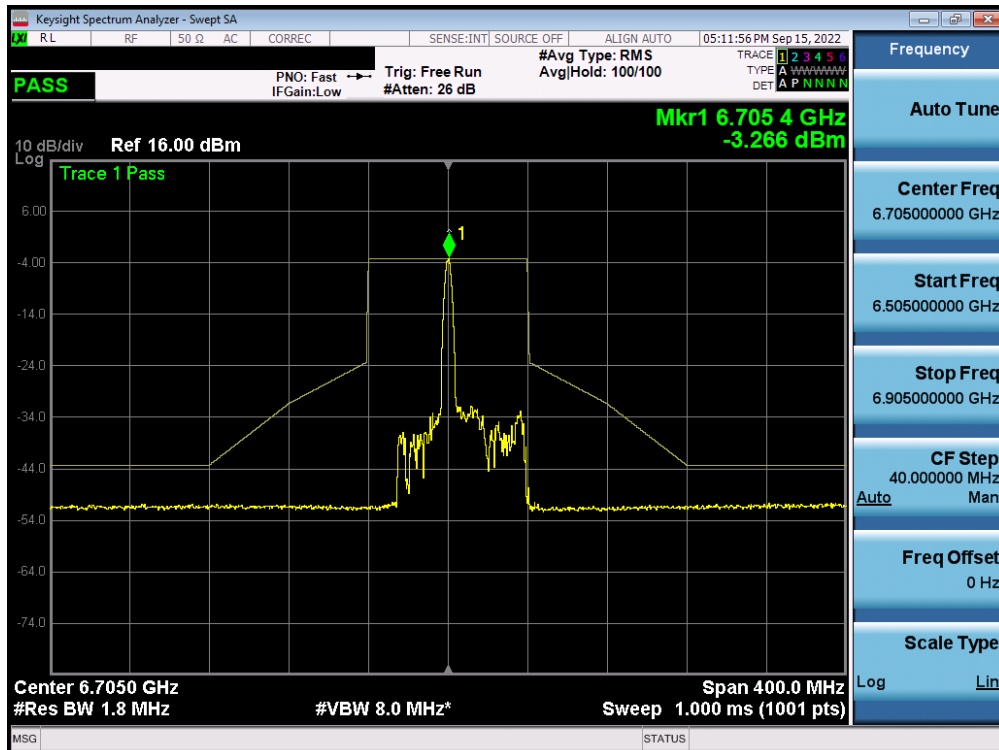 Keysight Spectrum Analyzer - Swept SA
LXI RL RF 50 Ω AC CORREC SENSE:INT SOURCE OFF ALIGN AUTO 05:11:56 PM Sep 15, 2022
PASS
PNO: Fast
IFGain:Low
Trig: Free Run
#Atten: 26 dB
#Avg Type: RMS
Avg|Hold: 100/100
TRACE 1 2 3 4 5 6
TYPE A WWWWW
DET A P N N N N
Mkr1 6.705 4 GHz
-3.266 dBm
10 dB/div Ref 16.00 dBm
Log
Trace 1 Pass
1
6.00
-4.00
-14.0
-24.0
-34.0
-44.0
-54.0
-64.0
-74.0
Center 6.7050 GHz Span 400.0 MHz
#Res BW 1.8 MHz #VBW 8.0 MHz* Sweep 1.000 ms (1001 pts)
MSG STATUS
Frequency
Auto Tune
Center Freq
6.705000000 GHz
Start Freq
6.505000000 GHz
Stop Freq
6.905000000 GHz
CF Step
40.000000 MHz
Auto Man
Freq Offset
0 Hz
Scale Type
Log Lin